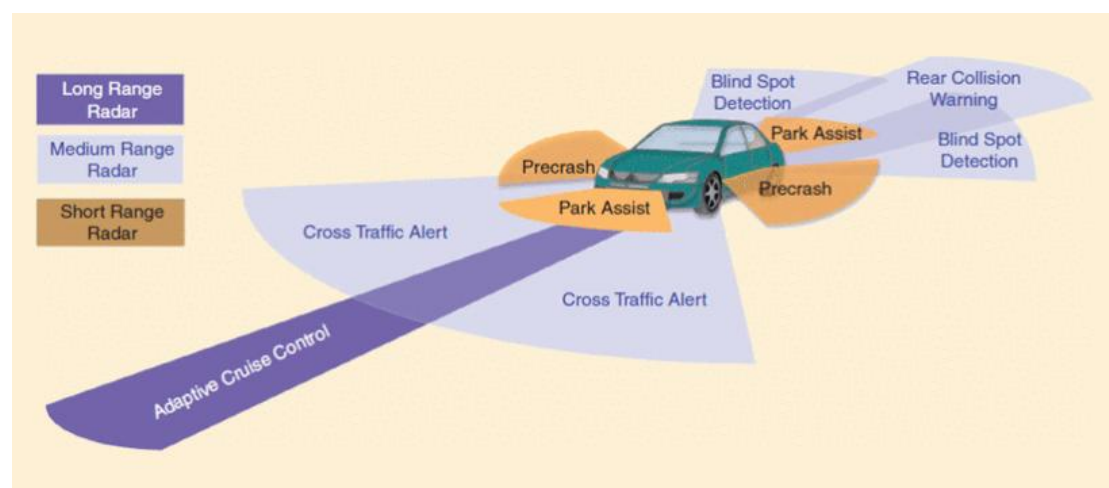 Long Range
Radar
Medium Range
Radar
Short Range
Radar
Blind Spot
Detection
Rear Collision
Warning
Park Assist
Blind Spot
Detection
Precrash
Precrash
Park Assist
Cross Traffic Alert
Cross Traffic Alert
Adaptive Cruise Control